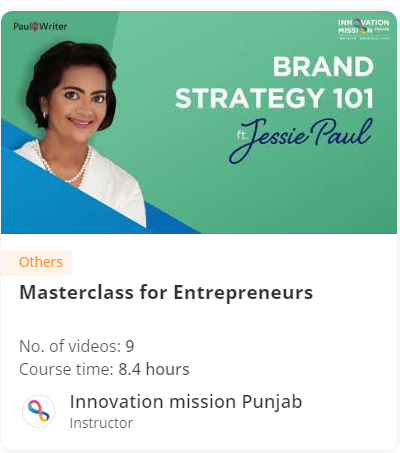 Paul Writer
INNOVATION
MISSION PUNJAB
BRAND
STRATEGY 101
ft. Jessie Paul
Others
Masterclass for Entrepreneurs
No. of videos: 9
Course time: 8.4 hours
Innovation mission Punjab
Instructor